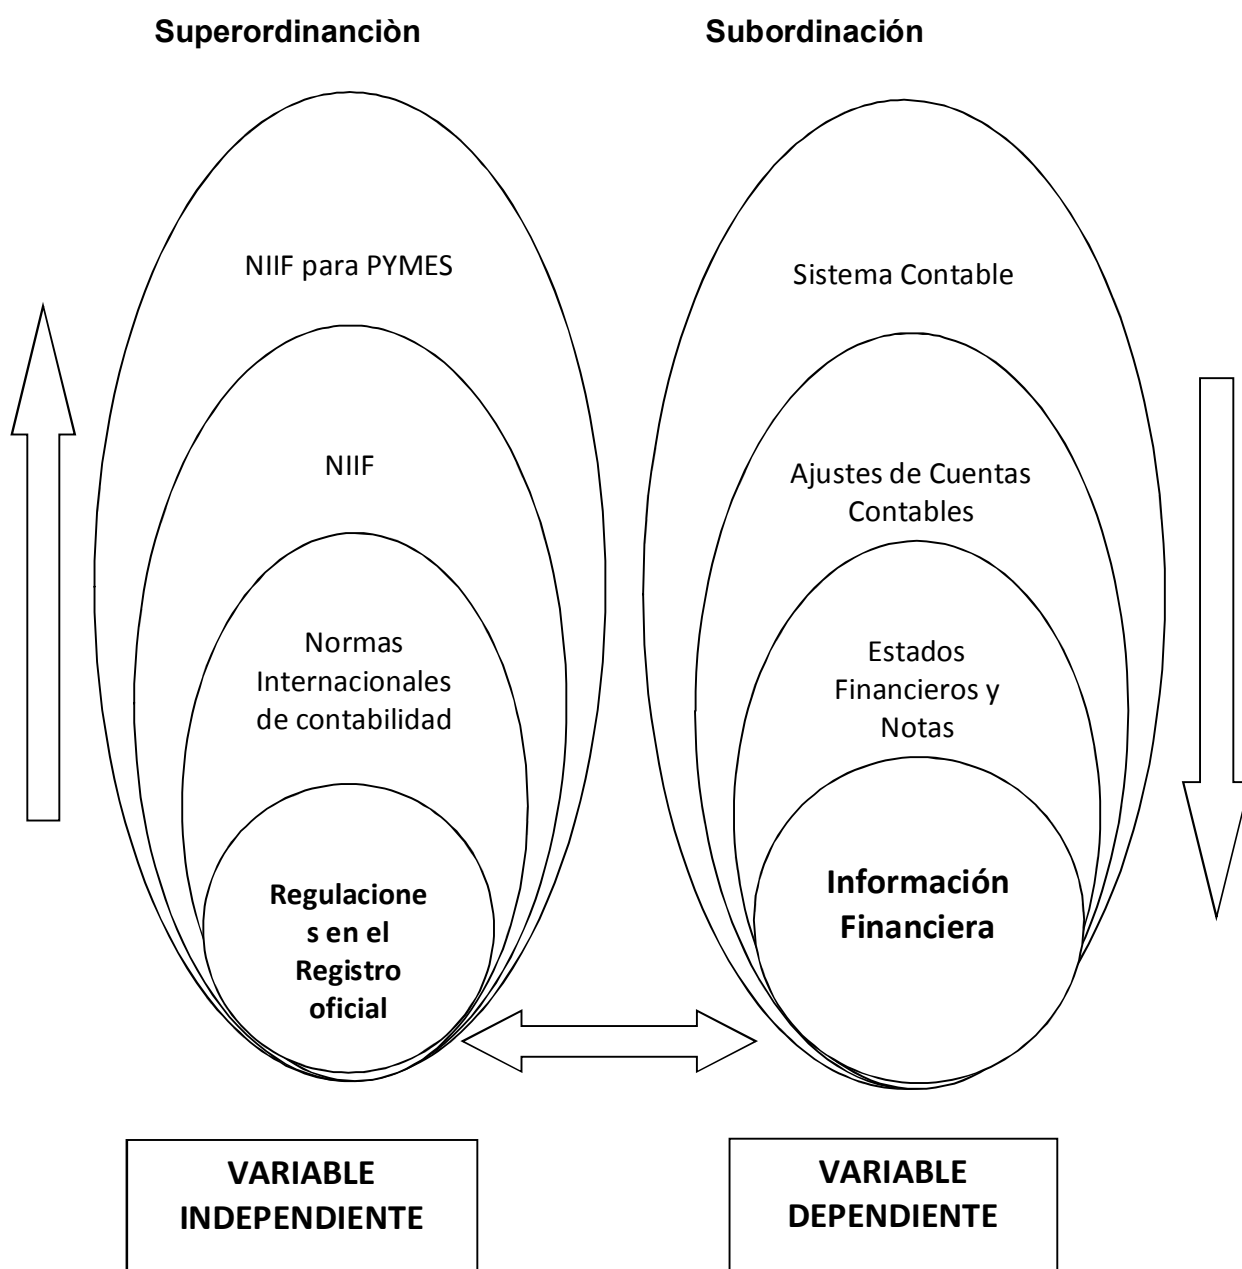 Superordinanciòn
Subordinación
NIIF para PYMES
NIIF
Normas
Internacionales
de contabilidad
Regulacione
s en el
Registro
oficial
Sistema Contable
Ajustes de Cuentas
Contables
Estados
Financieros y
Notas
Información
Financiera
VARIABLE
INDEPENDIENTE
VARIABLE
DEPENDIENTE